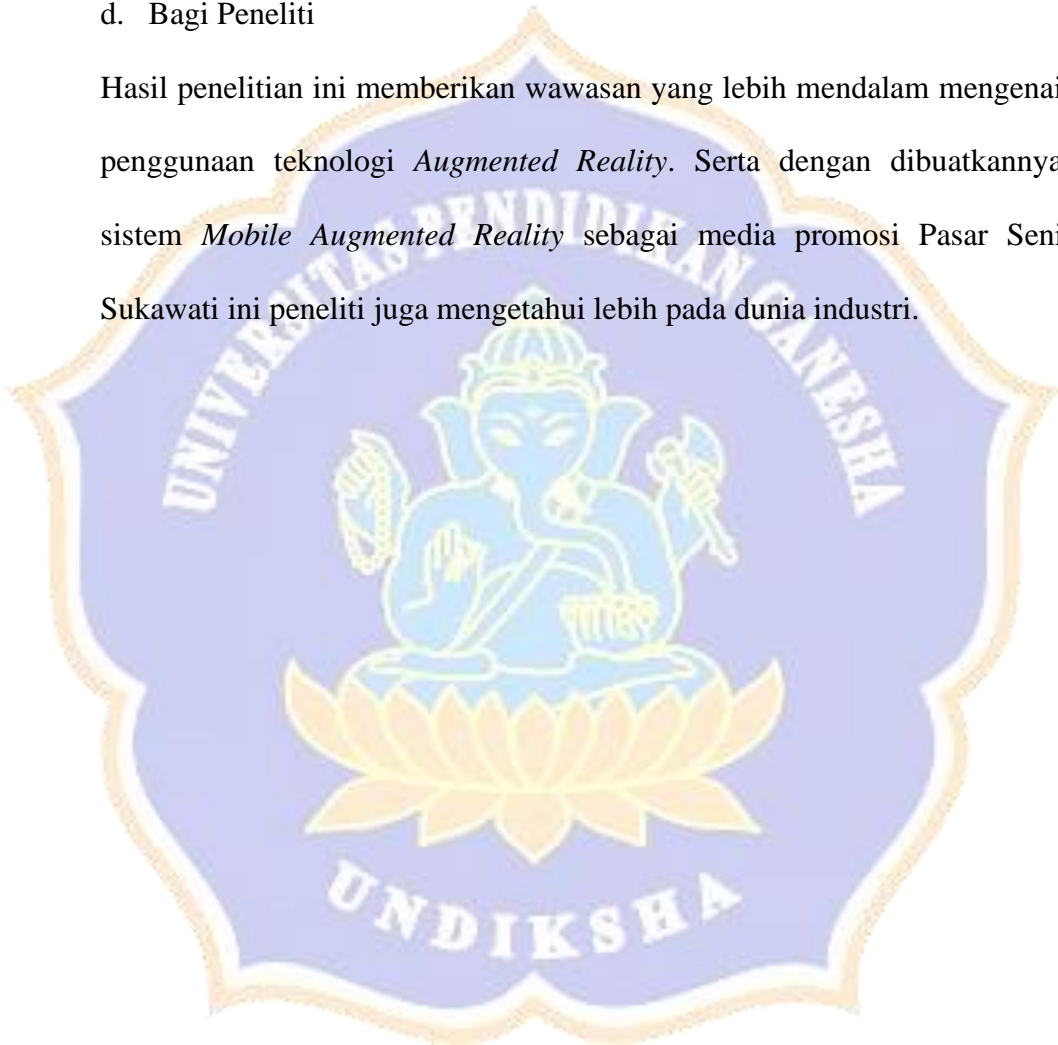 d. Bagi Peneliti
Hasil penelitian ini memberikan wawasan yang lebih mendalam mengenai
penggunaan teknologi Augmented Reality. Serta dengan dibuatkannya
sistem Mobile Augmented Reality sebagai media promosi Pasar Seni
Sukawati ini peneliti juga mengetahui lebih pada dunia industri.
UNIVERSITAS PENDIDIKAN GANESHA
UNDIKSHA